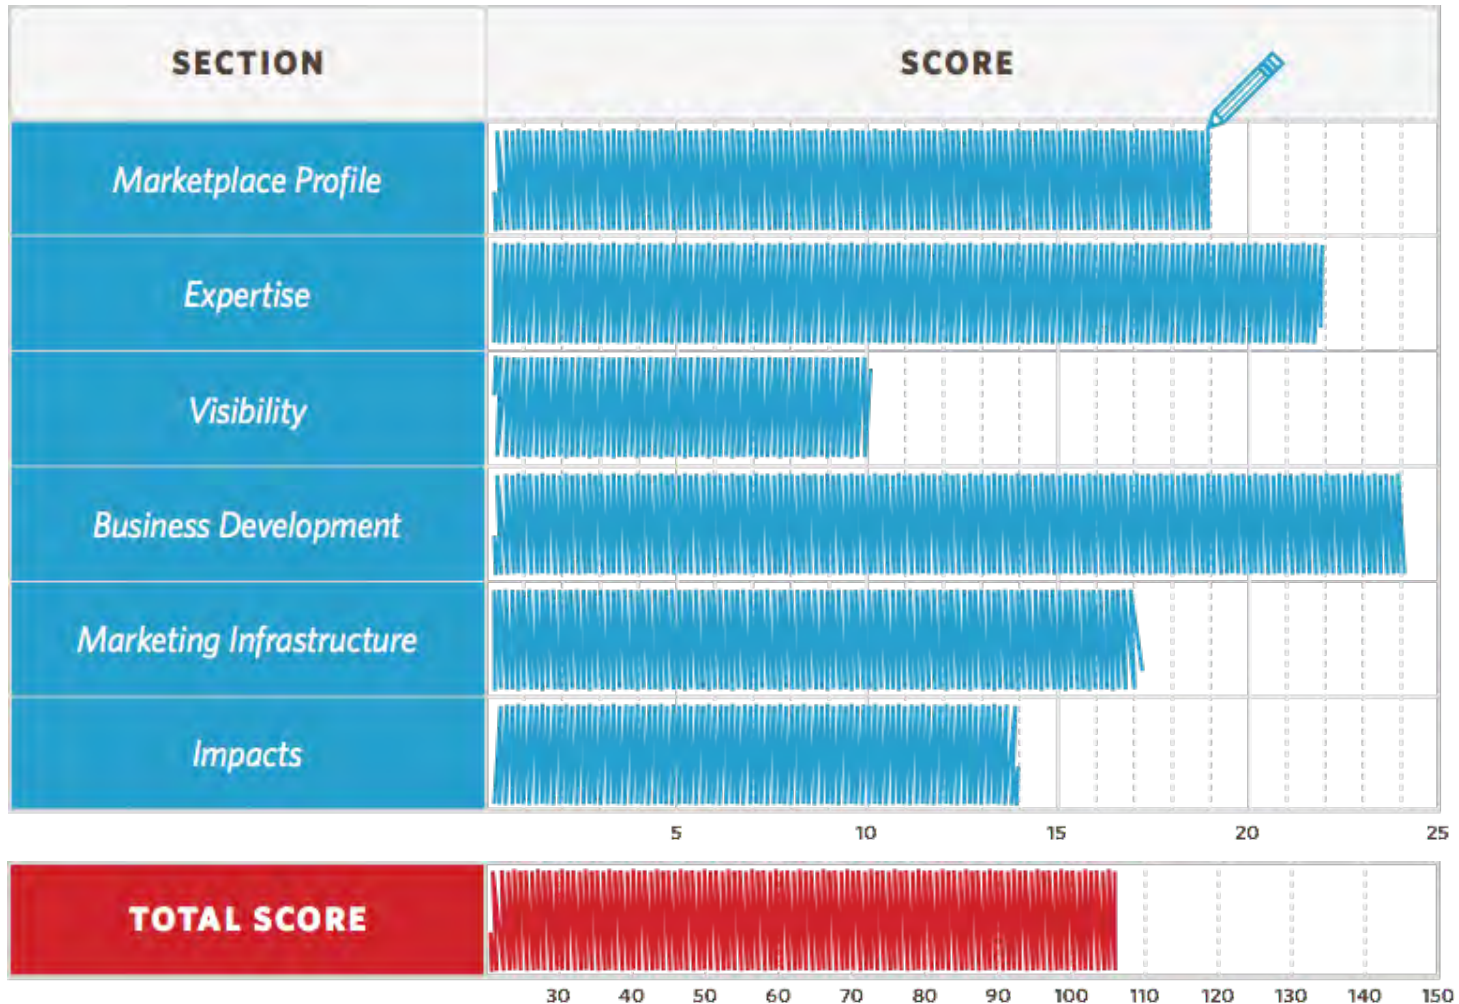 SECTION SCORE
Marketplace Profile
Expertise
Visibility
Business Development
Marketing Infrastructure
Impacts
5 10 15 20 25
TOTAL SCORE
30 40 50 60 70 80 90 100 110 120 130 140 150